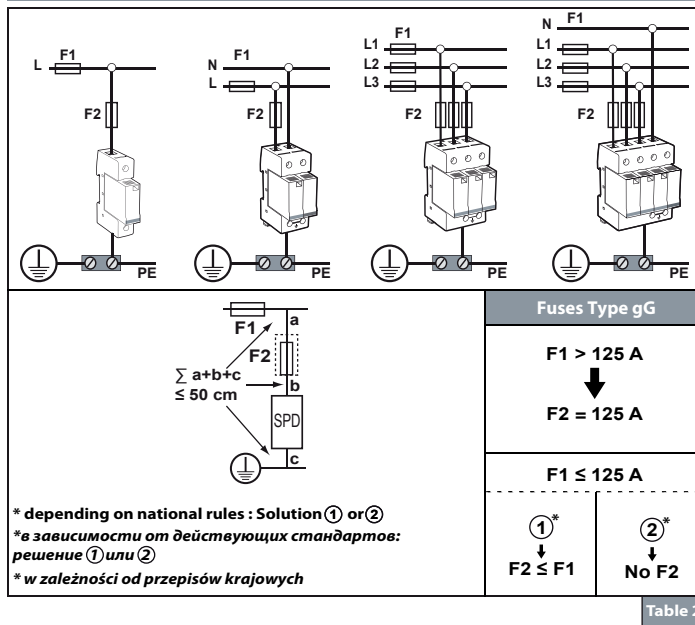 F1
L
F2
PE
N
F1
L
F2
PE
F1
L1
L2
L3
F2
PE
N
F1
L1
L2
L3
F2
PE
F1
a
F2
∑ a+b+c
≤ 50 cm
b
SPD
c
* depending on national rules : Solution ① or ②
*в зависимости от действующих стандартов:
решение ① или ②
* w zależności od przepisów krajowych
Fuses Type gG
F1 > 125 A
F2 = 125 A
F1 ≤ 125 A
①*
F2 ≤ F1
②*
No F2
Table 2